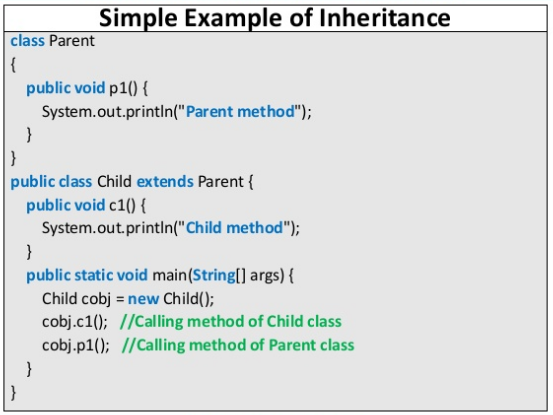 Simple Example of Inheritance
class Parent
{
public void p1() {
System.out.println("Parent method");
}
}
public class Child extends Parent {
public void c1() {
System.out.println("Child method");
}
public static void main(String[] args) {
Child cobj = new Child();
cobj.c1(); //Calling method of Child class
cobj.p1(); //Calling method of Parent class
}
}